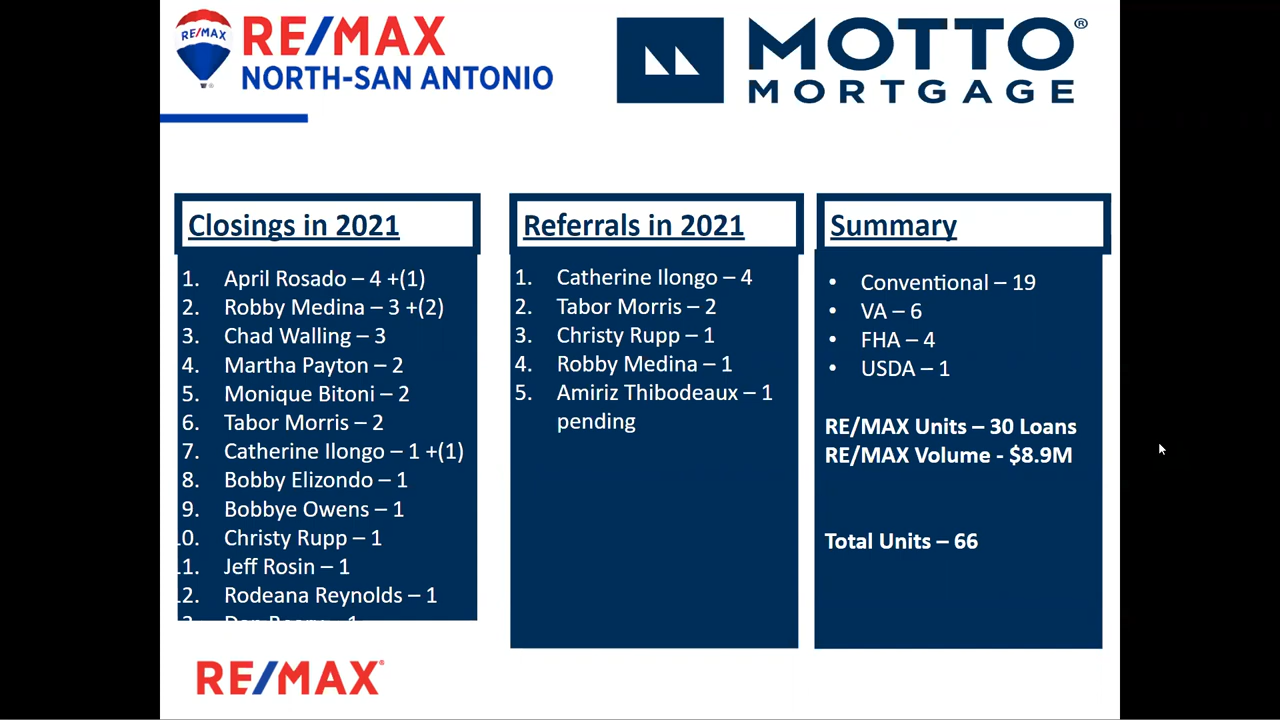 RE/MAX
RE/MAX
NORTH-SAN ANTONIO
MOTTO®
MORTGAGE
Closings in 2021
1. April Rosado – 4 +(1)
2. Robby Medina – 3 +(2)
3. Chad Walling – 3
4. Martha Payton – 2
5. Monique Bitoni – 2
6. Tabor Morris – 2
7. Catherine Ilongo – 1 +(1)
8. Bobby Elizondo – 1
9. Bobbye Owens – 1
10. Christy Rupp – 1
11. Jeff Rosin – 1
12. Rodeana Reynolds – 1
Referrals in 2021
1. Catherine Ilongo – 4
2. Tabor Morris – 2
3. Christy Rupp – 1
4. Robby Medina – 1
5. Amiriz Thibodeaux – 1
pending
Summary
• Conventional – 19
• VA – 6
• FHA – 4
• USDA – 1
RE/MAX Units – 30 Loans
RE/MAX Volume - $8.9M
Total Units – 66
RE/MAX®